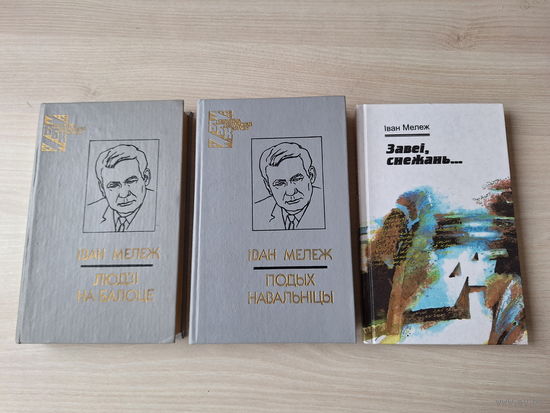 ІВАН МЕЛЕЖ
ЛЮДЗІ
НА БАЛОЦЕ
ІВАН МЕЛЕЖ
ПОДЫХ
НАВАЛЬНІЦЫ
Іван Мележ
Завеі,
снежань...